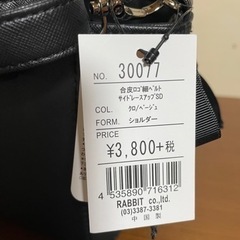 NO. 30077
合皮ロゴ細ベルト
サイドレースアップSD
COL. クロ/ベージュ
FORM. ショルダー
PRICE
¥3,800+税
4 535890 716312
RABBIT co.,ltd.
(03)3387-3381
中国製